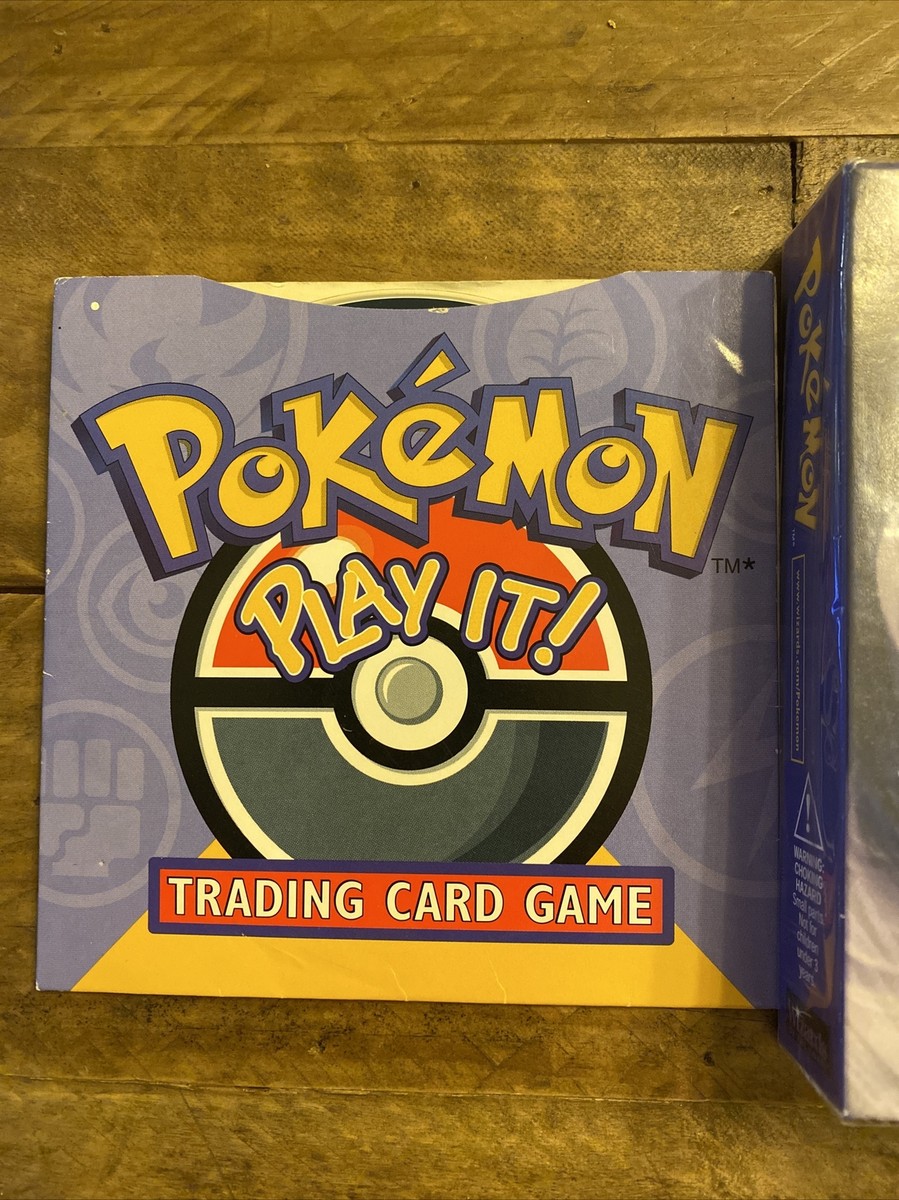 POKéMON
PLAY IT!
TM*
TRADING CARD GAME
POKéMON
TM
www.wizards.com/Pokemon
WARNING:
CHOKING
HAZARD
Small parts.
Not for
children
under 3
years.